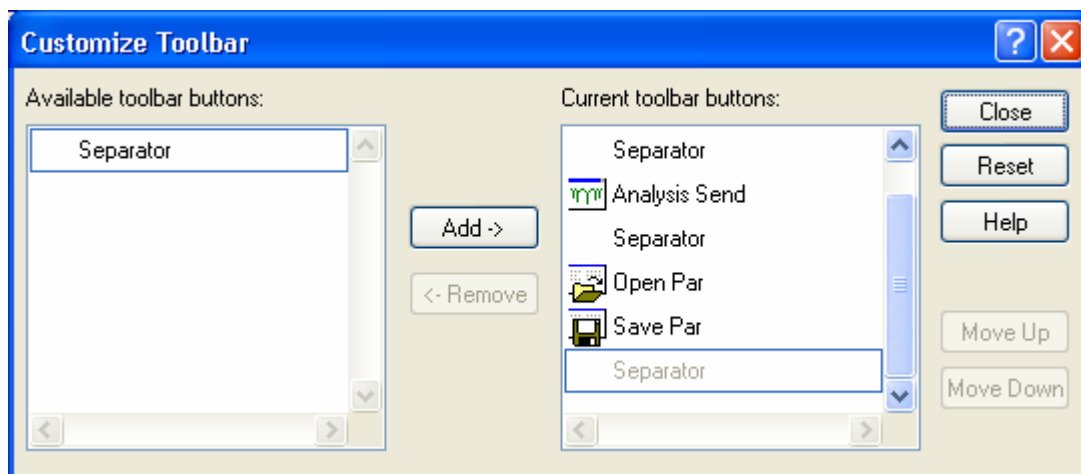 Customize Toolbar
Available toolbar buttons:
Separator
Add ->
<- Remove
Current toolbar buttons:
Separator
Analysis Send
Separator
Open Par
Save Par
Separator
Close
Reset
Help
Move Up
Move Down